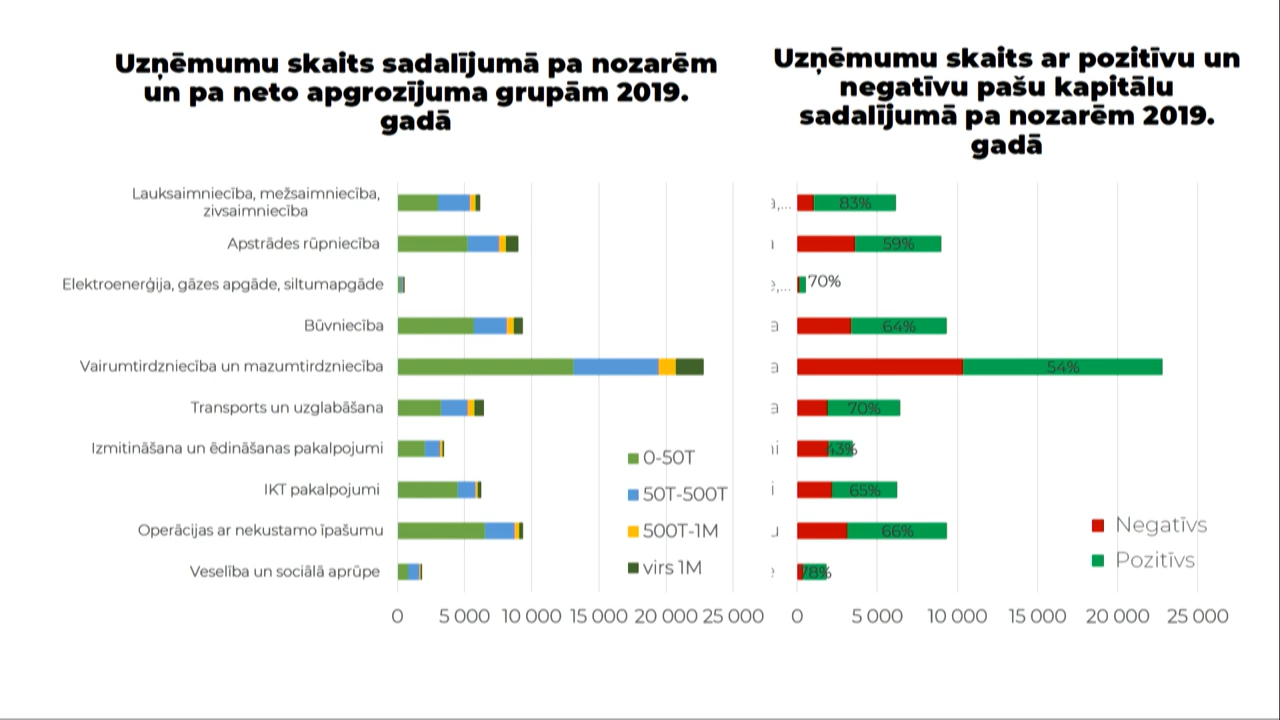 Uzņēmumu skaits sadalījumā pa nozarēm
un pa neto apgrozījuma grupām 2019.
gadā
Lauksaimniecība, mežsaimniecība,
zivsaimniecība
Apstrādes rūpniecība
Elektroenerģija, gāzes apgāde, siltumapgāde
Būvniecība
Vairumtirdzniecība un mazumtirdzniecība
Transports un uzglabāšana
Izmitināšana un ēdināšanas pakalpojumi
IKT pakalpojumi
Operācijas ar nekustamo īpašumu
Veselība un sociālā aprūpe
0-50T
50T-500T
500T-1M
virs 1M
0 5 000 10 000 15 000 20 000 25 000
Uzņēmumu skaits ar pozitīvu un
negatīvu pašu kapitālu
sadalījumā pa nozarēm 2019.
gadā
a,...
83%
59%
e,...
70%
a
64%
a
54%
a
70%
ni
43%
i
65%
u
66%
e
78%
Negatīvs
Pozitīvs
0 5 000 10 000 15 000 20 000 25 000